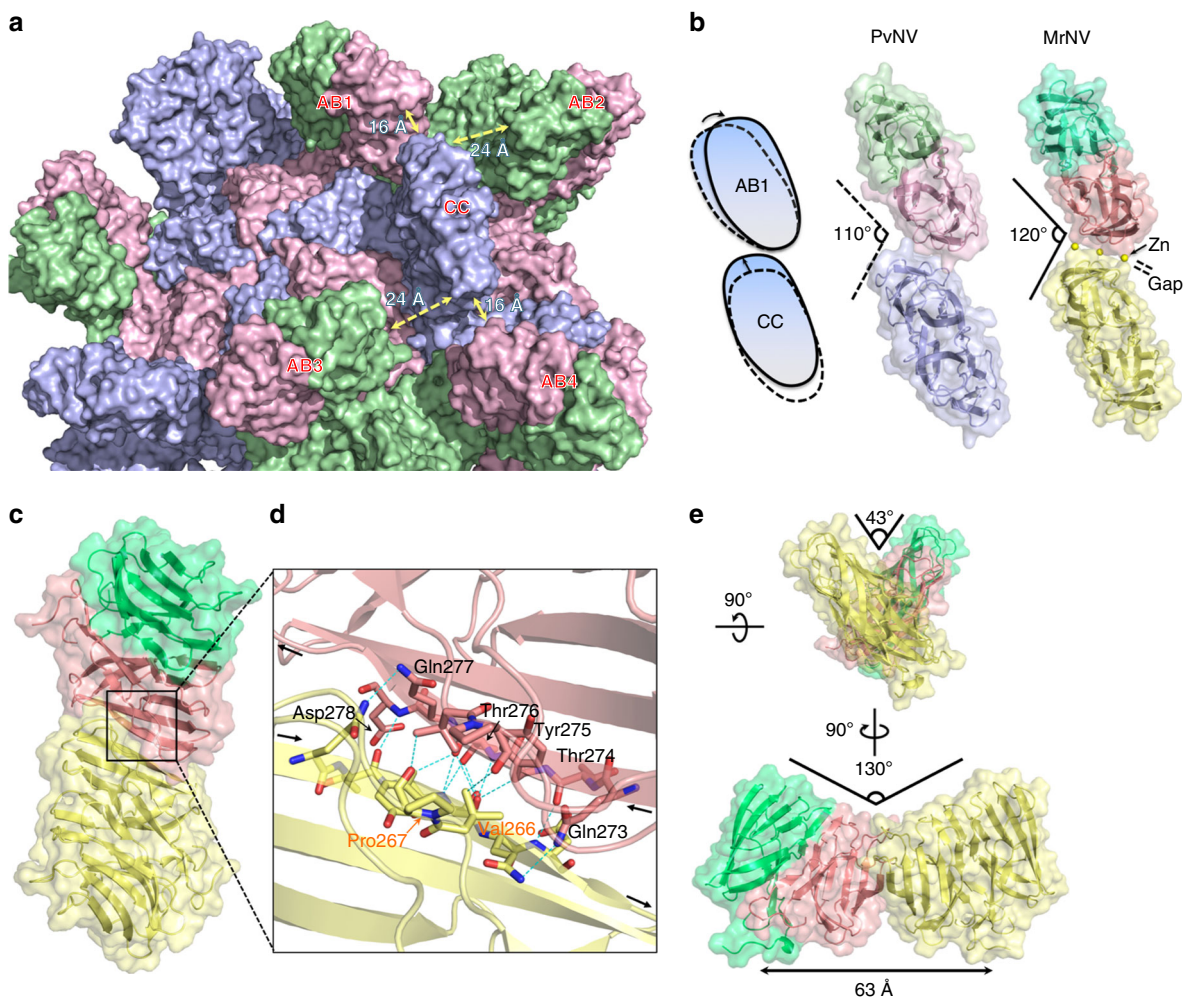 a
AB1
AB2
16 Å
24 Å
CC
24 Å
16 Å
AB3
AB4
b
PvNV
MrNV
AB1
CC
110°
120°
Zn
Gap
c
d
Gln277
Asp278
Thr276
Tyr275
Thr274
Pro267
Val266
Gln273
e
43°
90°
90°
130°
63 Å